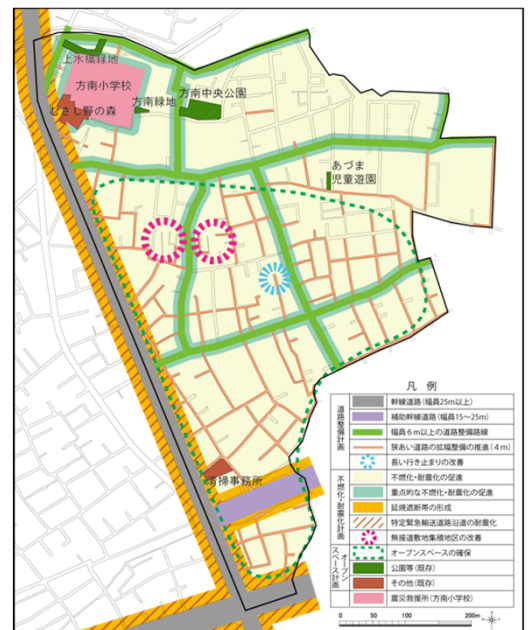 上水橋緑地
方南小学校
むさし野の森
方南緑地
方南中央公園
あづま
児童遊園
清掃事務所
凡 例
道路整備計画
幹線道路(幅員25m以上)
補助幹線道路(幅員15~25m)
幅員6m以上の道路整備路線
狭あい道路の拡幅整備の推進(4m)
長い行き止まりの改善
不燃化・耐震化計画
不燃化・耐震化の促進
重点的な不燃化・耐震化の促進
延焼遮断帯の形成
特定緊急輸送道路沿道の耐震化
無接道敷地集積地区の改善
オープンスペース計画
オープンスペースの確保
公園等(既存)
その他(既存)
震災救援所(方南小学校)
0 50 100 200m